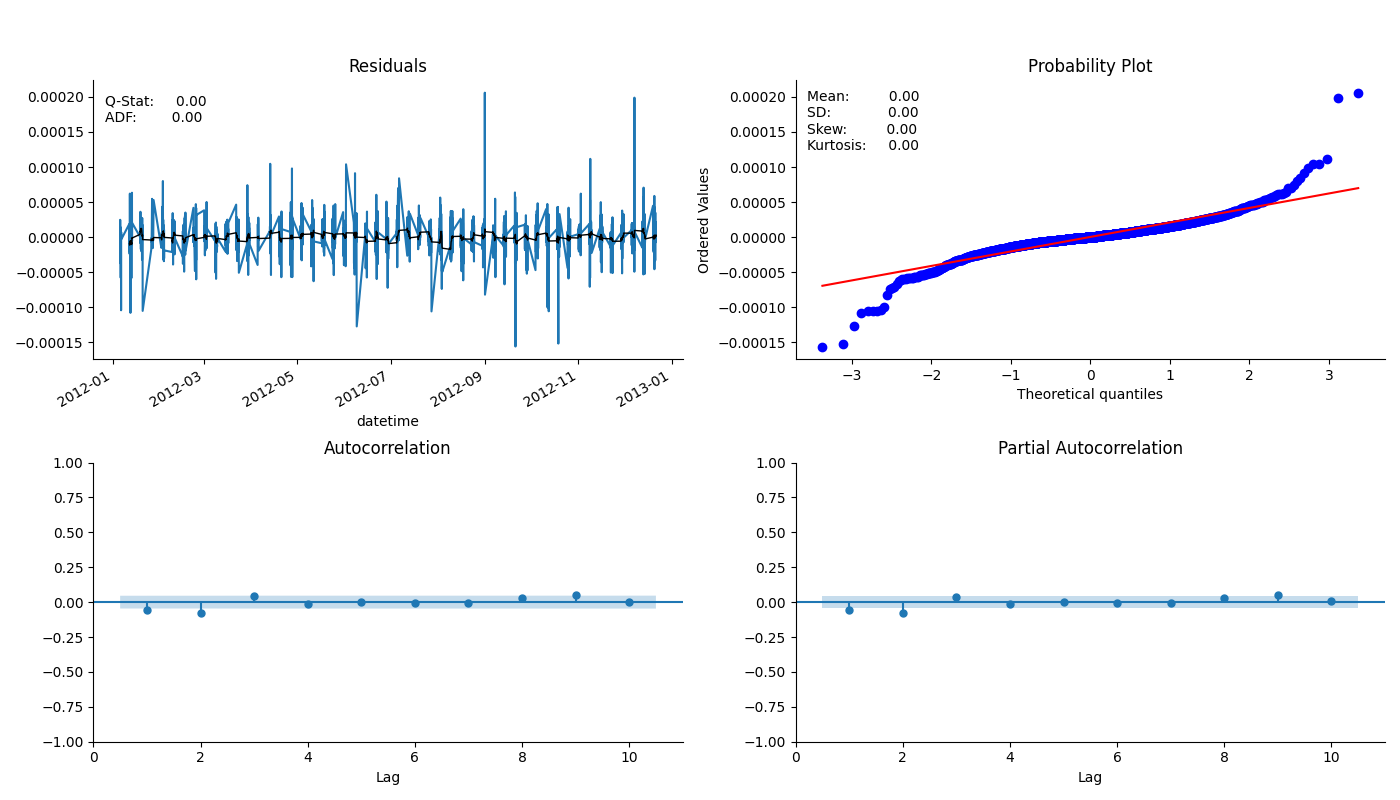 Residuals
Q-Stat: 0.00
ADF: 0.00
0.00020
0.00015
0.00010
0.00005
0.00000
−0.00005
−0.00010
−0.00015
2012-01
2012-03
2012-05
2012-07
2012-09
2012-11
2013-01
datetime
Probability Plot
Mean: 0.00
SD: 0.00
Skew: 0.00
Kurtosis: 0.00
Ordered Values
0.00020
0.00015
0.00010
0.00005
0.00000
−0.00005
−0.00010
−0.00015
−3 −2 −1 0 1 2 3
Theoretical quantiles
Autocorrelation
1.00
0.75
0.50
0.25
0.00
−0.25
−0.50
−0.75
−1.00
0 2 4 6 8 10
Lag
Partial Autocorrelation
1.00
0.75
0.50
0.25
0.00
−0.25
−0.50
−0.75
−1.00
0 2 4 6 8 10
Lag